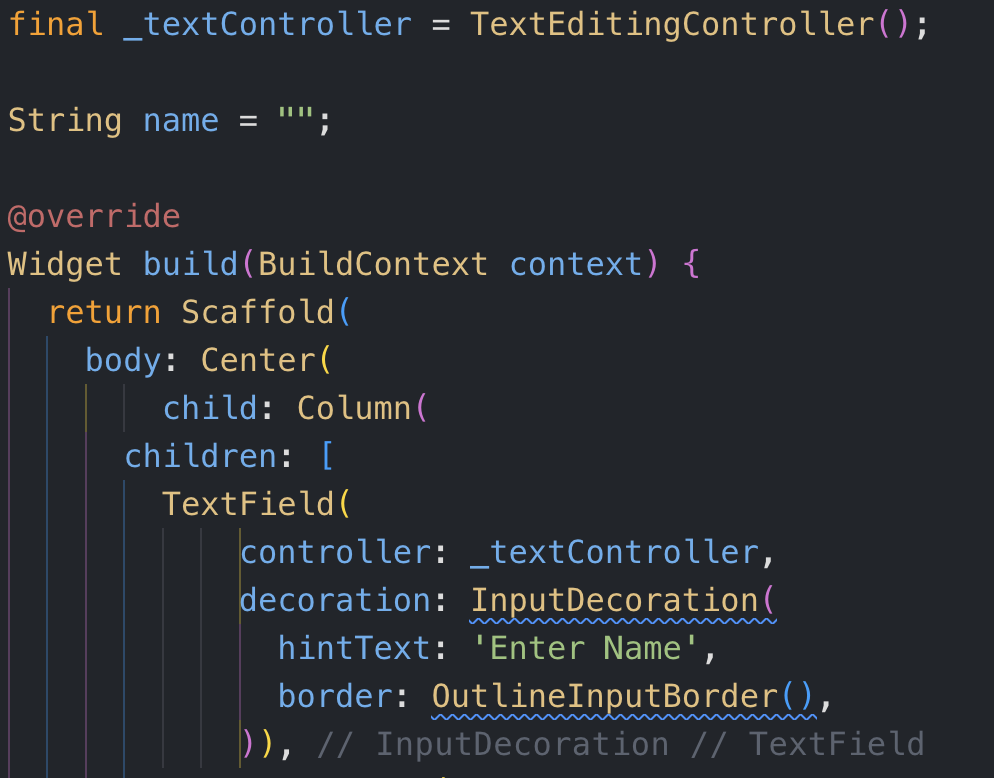 final _textController = TextEditingController();
String name = "";
@override
Widget build(BuildContext context) {
return Scaffold(
body: Center(
child: Column(
children: [
TextField(
controller: _textController,
decoration: InputDecoration(
hintText: 'Enter Name',
border: OutlineInputBorder(),
)), // InputDecoration // TextField